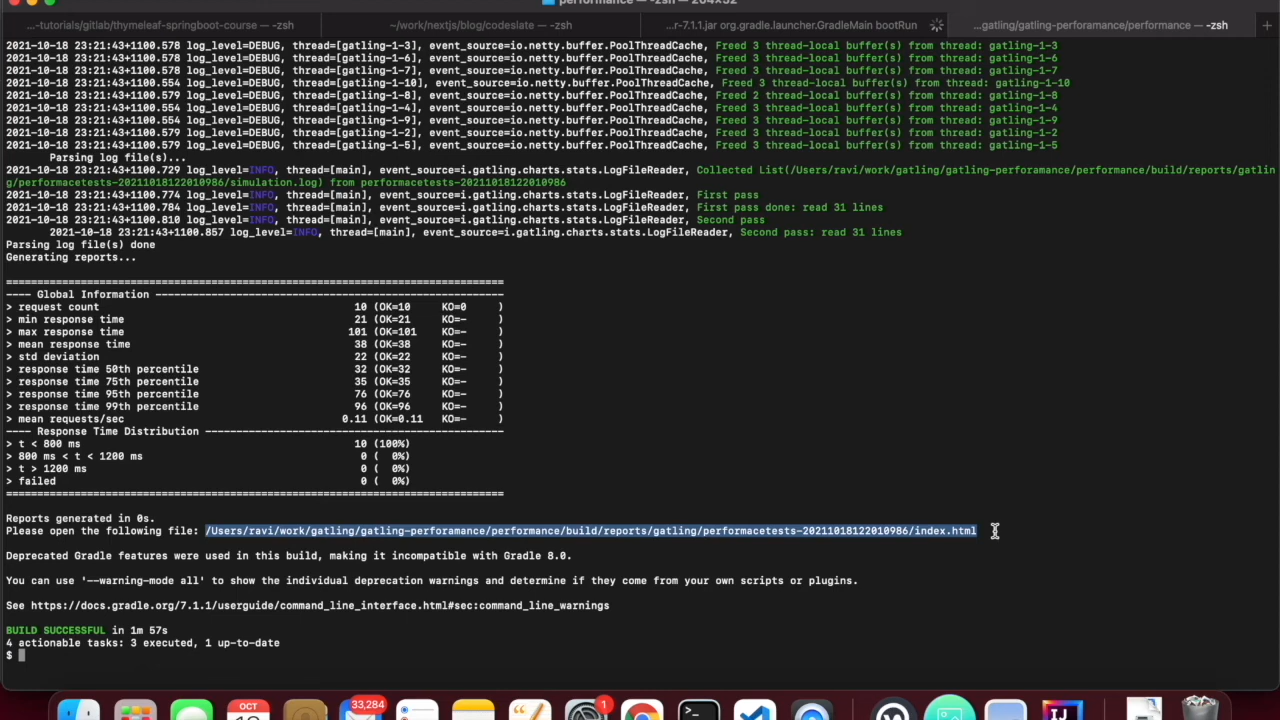 performance — -zsh — 204×52
...-tutorials/gitlab/thymeleaf-springboot-course — -zsh
~/work/nextjs/blog/codeslate — -zsh
...r-7.1.1.jar org.gradle.launcher.GradleMain bootRun
...gatling/gatling-perforamance/performance — -zsh
2021-10-18 23:21:43+1100.578 log_level=DEBUG, thread=[gatling-1-3], event_source=io.netty.buffer.PoolThreadCache, Freed 3 thread-local buffer(s) from thread: gatling-1-3
2021-10-18 23:21:43+1100.578 log_level=DEBUG, thread=[gatling-1-6], event_source=io.netty.buffer.PoolThreadCache, Freed 3 thread-local buffer(s) from thread: gatling-1-6
2021-10-18 23:21:43+1100.578 log_level=DEBUG, thread=[gatling-1-7], event_source=io.netty.buffer.PoolThreadCache, Freed 3 thread-local buffer(s) from thread: gatling-1-7
2021-10-18 23:21:43+1100.554 log_level=DEBUG, thread=[gatling-1-10], event_source=io.netty.buffer.PoolThreadCache, Freed 3 thread-local buffer(s) from thread: gatling-1-10
2021-10-18 23:21:43+1100.579 log_level=DEBUG, thread=[gatling-1-8], event_source=io.netty.buffer.PoolThreadCache, Freed 2 thread-local buffer(s) from thread: gatling-1-8
2021-10-18 23:21:43+1100.554 log_level=DEBUG, thread=[gatling-1-4], event_source=io.netty.buffer.PoolThreadCache, Freed 3 thread-local buffer(s) from thread: gatling-1-4
2021-10-18 23:21:43+1100.554 log_level=DEBUG, thread=[gatling-1-9], event_source=io.netty.buffer.PoolThreadCache, Freed 3 thread-local buffer(s) from thread: gatling-1-9
2021-10-18 23:21:43+1100.579 log_level=DEBUG, thread=[gatling-1-2], event_source=io.netty.buffer.PoolThreadCache, Freed 3 thread-local buffer(s) from thread: gatling-1-2
2021-10-18 23:21:43+1100.579 log_level=DEBUG, thread=[gatling-1-5], event_source=io.netty.buffer.PoolThreadCache, Freed 3 thread-local buffer(s) from thread: gatling-1-5
Parsing log file(s)...
2021-10-18 23:21:43+1100.729 log_level=INFO, thread=[main], event_source=i.gatling.charts.stats.LogFileReader, Collected List(/Users/ravi/work/gatling/gatling-perforamance/performance/build/reports/gatlin
g/performacetests-20211018122010986/simulation.log) from performacetests-20211018122010986
2021-10-18 23:21:43+1100.774 log_level=INFO, thread=[main], event_source=i.gatling.charts.stats.LogFileReader, First pass
2021-10-18 23:21:43+1100.784 log_level=INFO, thread=[main], event_source=i.gatling.charts.stats.LogFileReader, First pass done: read 31 lines
2021-10-18 23:21:43+1100.810 log_level=INFO, thread=[main], event_source=i.gatling.charts.stats.LogFileReader, Second pass
2021-10-18 23:21:43+1100.857 log_level=INFO, thread=[main], event_source=i.gatling.charts.stats.LogFileReader, Second pass: read 31 lines
Parsing log file(s) done
Generating reports...
================================================================================
---- Global Information --------------------------------------------------------
> request count 10 (OK=10 KO=0 )
> min response time 21 (OK=21 KO=- )
> max response time 101 (OK=101 KO=- )
> mean response time 38 (OK=38 KO=- )
> std deviation 22 (OK=22 KO=- )
> response time 50th percentile 32 (OK=32 KO=- )
> response time 75th percentile 35 (OK=35 KO=- )
> response time 95th percentile 76 (OK=76 KO=- )
> response time 99th percentile 96 (OK=96 KO=- )
> mean requests/sec 0.11 (OK=0.11 KO=- )
---- Response Time Distribution ------------------------------------------------
> t < 800 ms 10 (100%)
> 800 ms < t < 1200 ms 0 ( 0%)
> t > 1200 ms 0 ( 0%)
> failed 0 ( 0%)
================================================================================
Reports generated in 0s.
Please open the following file: /Users/ravi/work/gatling/gatling-perforamance/performance/build/reports/gatling/performacetests-20211018122010986/index.html
Deprecated Gradle features were used in this build, making it incompatible with Gradle 8.0.
You can use '--warning-mode all' to show the individual deprecation warnings and determine if they come from your own scripts or plugins.
See https://docs.gradle.org/7.1.1/userguide/command_line_interface.html#sec:command_line_warnings
BUILD SUCCESSFUL in 1m 57s
4 actionable tasks: 3 executed, 1 up-to-date
$
OCT
33,284
1
IJ